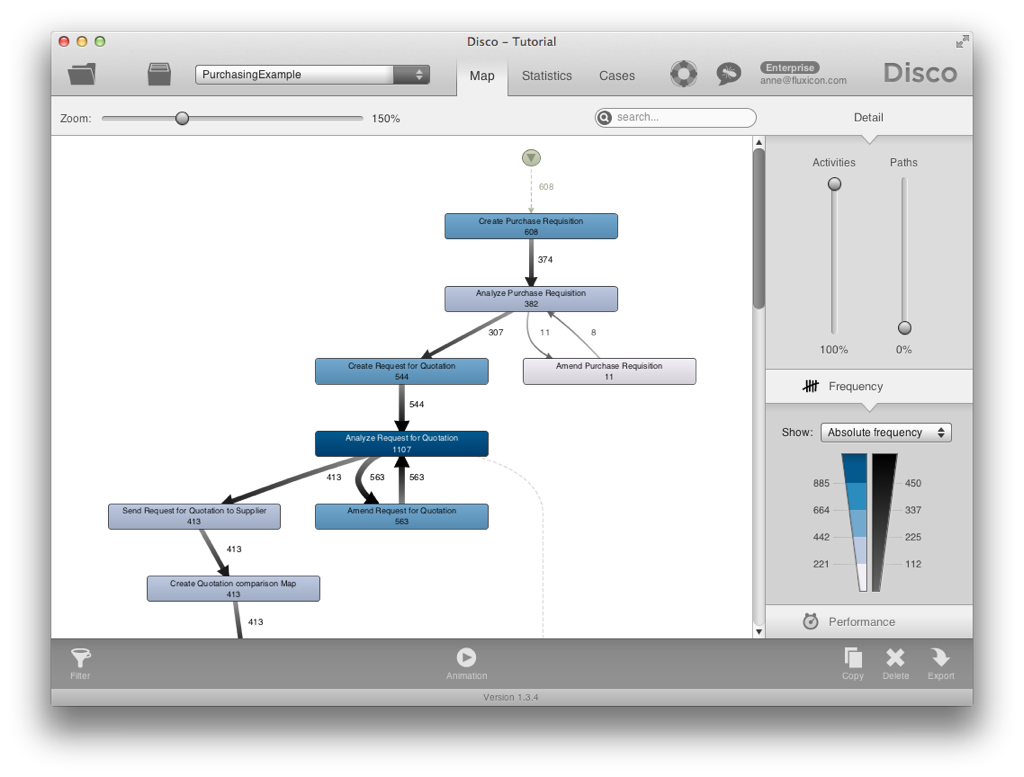 Disco – Tutorial
PurchasingExample
Map
Statistics
Cases
Enterprise
anne@fluxicon.com
Disco
Zoom:
150%
search...
Detail
608
Create Purchase Requisition
608
374
Analyze Purchase Requisition
382
307
11
8
Create Request for Quotation
544
Amend Purchase Requisition
11
544
Analyze Request for Quotation
1107
413
563
563
Send Request for Quotation to Supplier
413
Amend Request for Quotation
563
413
Create Quotation comparison Map
413
413
Activities
Paths
100%
0%
Frequency
Show:
Absolute frequency
885
450
664
337
442
225
221
112
Performance
Filter
Animation
Copy
Delete
Export
Version 1.3.4